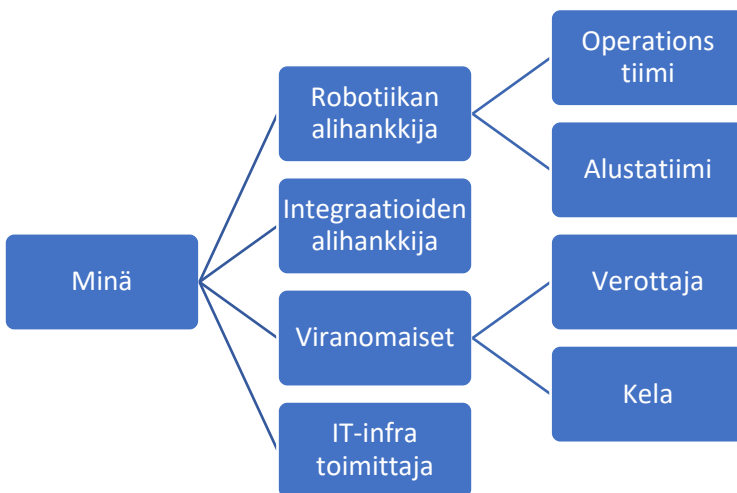 Minä
Robotiikan
alihankkija
Integraatioiden
alihankkija
Viranomaiset
IT-infra
toimittaja
Operations
tiimi
Alustatiimi
Verottaja
Kela